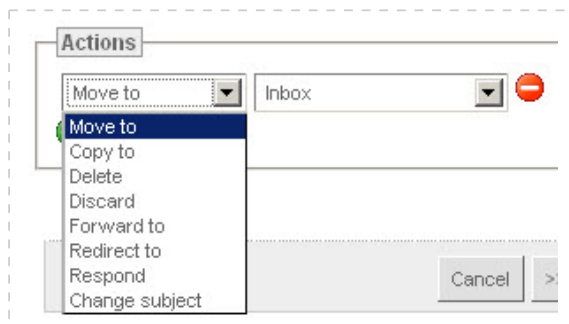 Actions
Move to Inbox
Move to
Copy to
Delete
Discard
Forward to
Redirect to
Respond
Change subject
Cancel >>